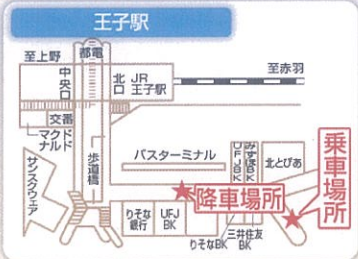 王子駅
至上野
都電
中央口
北口
JR
王子駅
至赤羽
交番
マクドナルド
サンスクウェア
歩道橋
バスターミナル
みずほBK
UFJBK
北とぴあ
乗車場所
降車場所
りそな
銀行
UFJ
BK
りそなBK
三井住友
BK